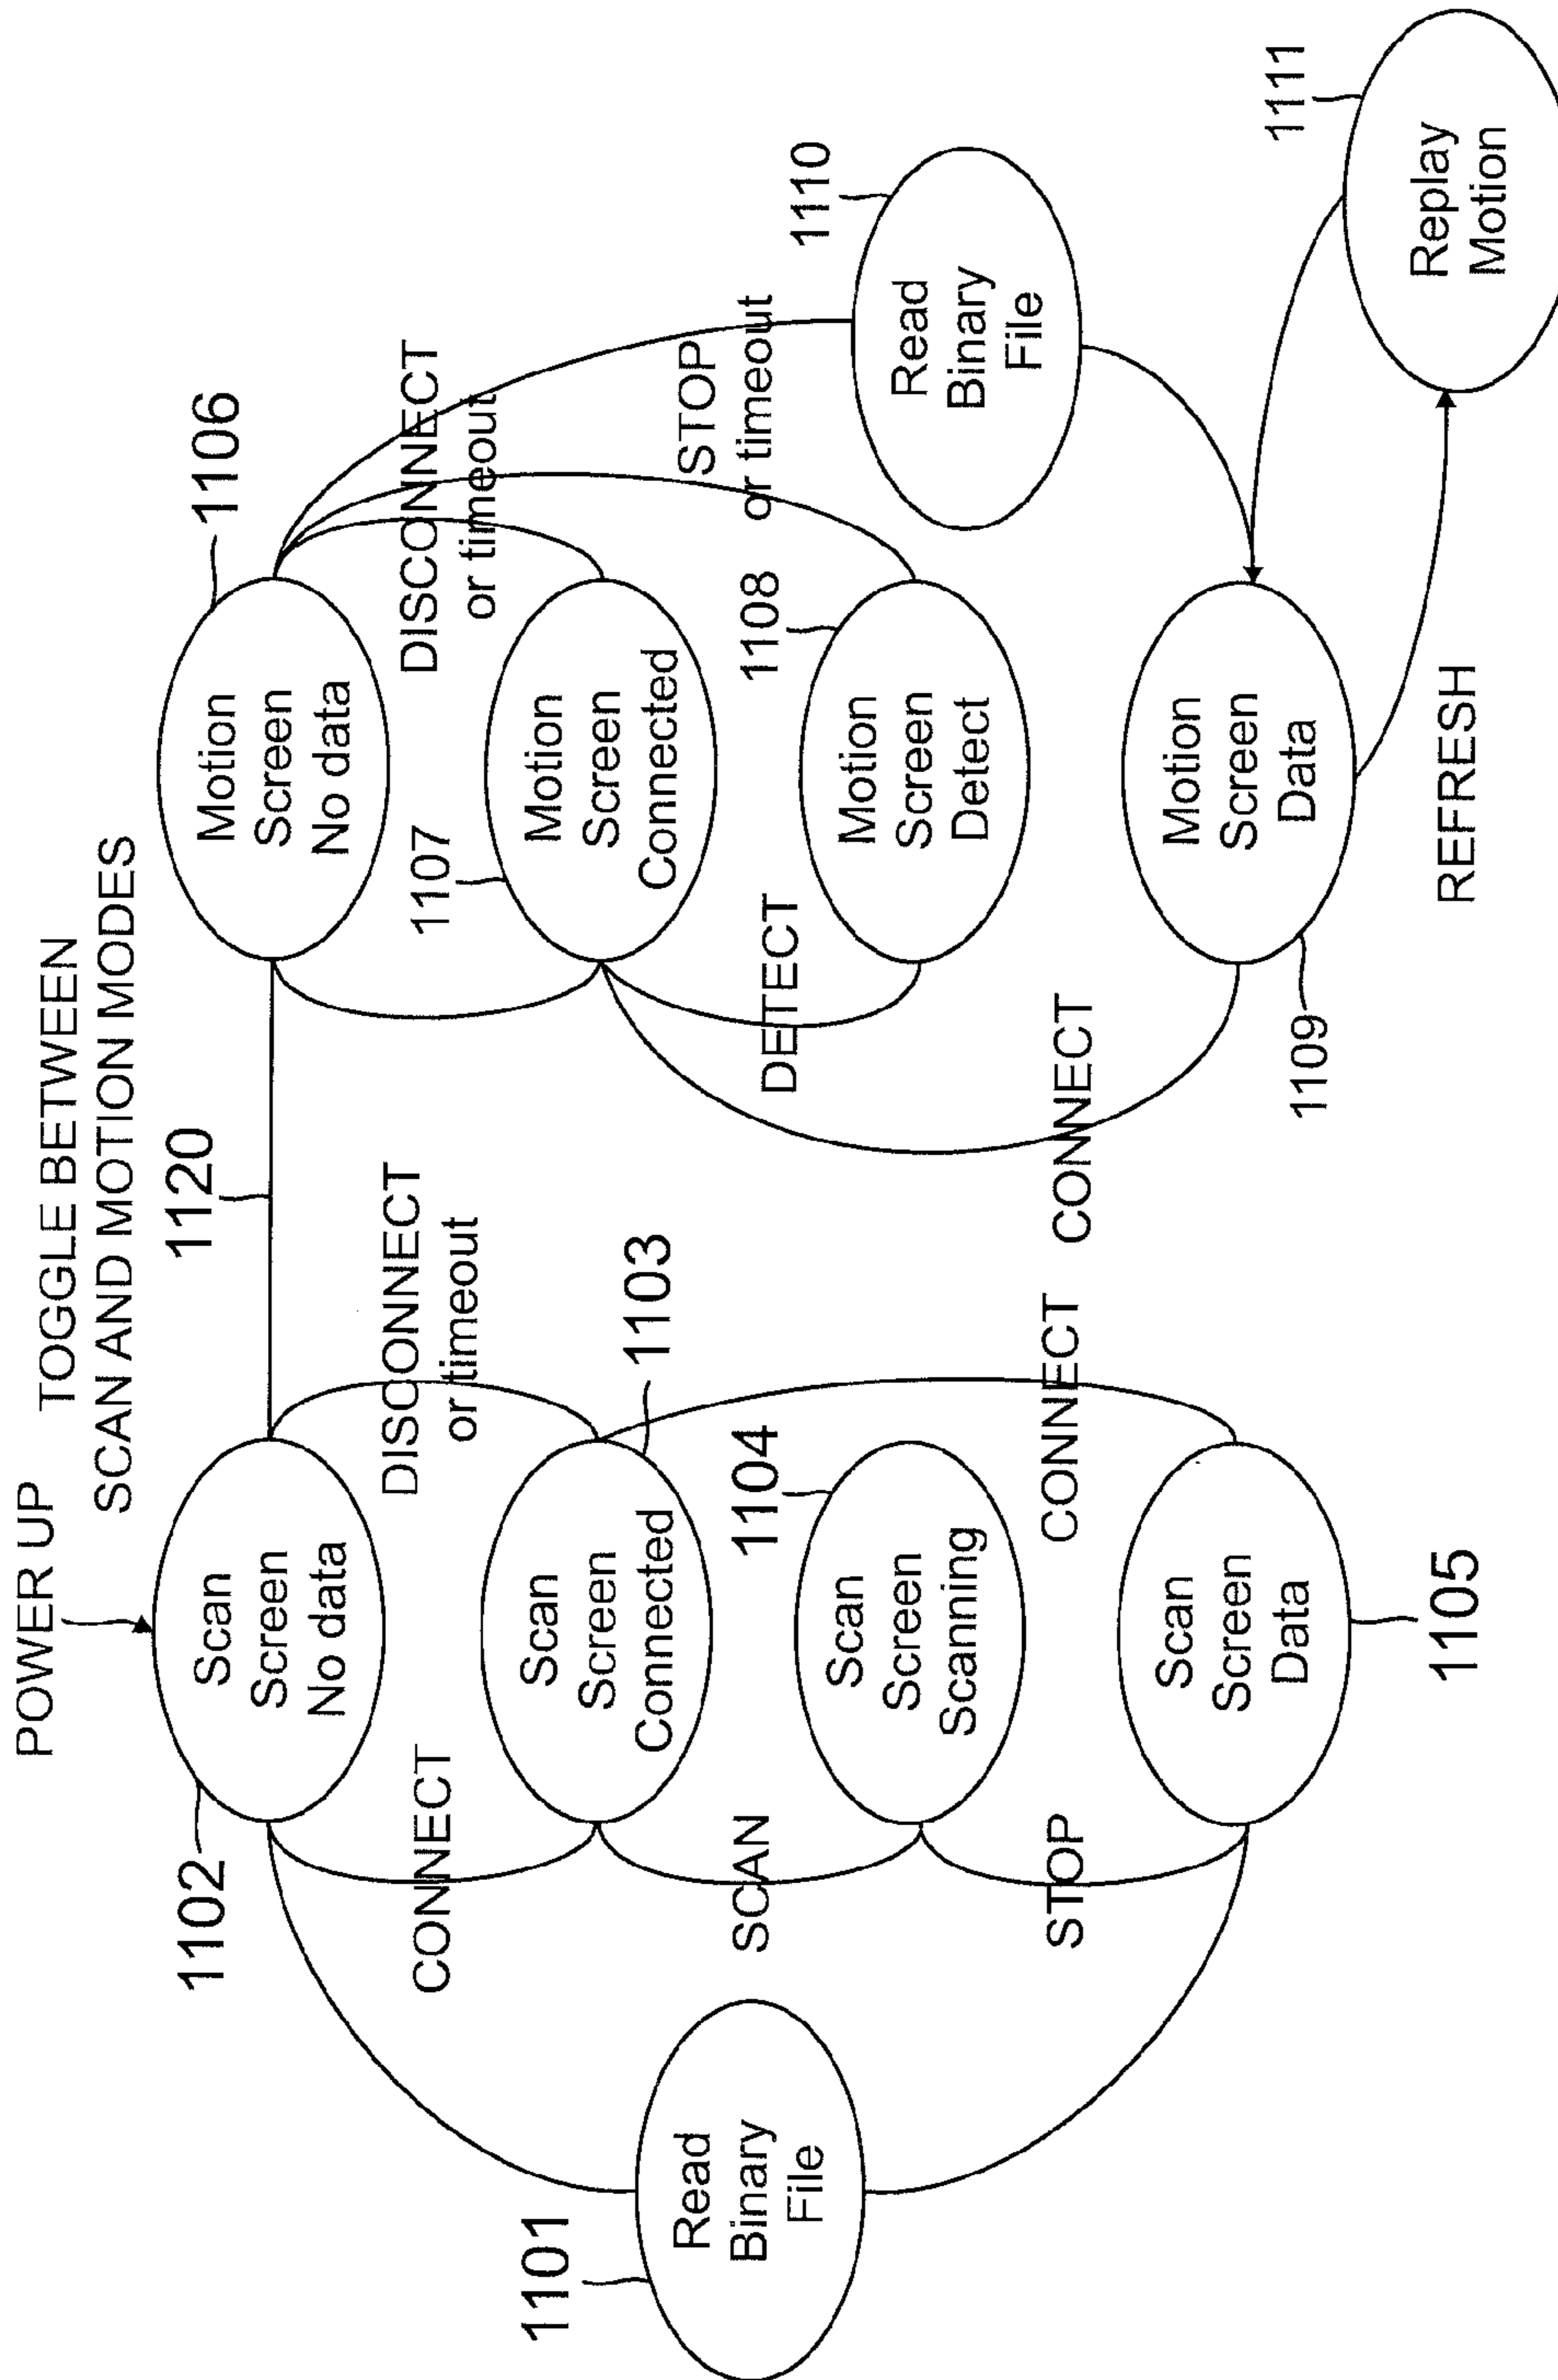 POWER UP
TOGGLE BETWEEN
SCAN AND MOTION MODES
1120
1102
Scan
Screen
No data
1106
Motion
Screen
No data
CONNECT
DISCONNECT
or timeout
DISCONNECT
or timeout
1103
Scan
Screen
Connected
1107
Motion
Screen
Connected
1101
Read
Binary
File
SCAN
1104
Scan
Screen
Scanning
DETECT
1108
Motion
Screen
Detect
STOP
or timeout
1110
Read
Binary
File
STOP
Scan
Screen
Data
1105
CONNECT
CONNECT
Motion
Screen
Data
1109
REFRESH
1111
Replay
Motion